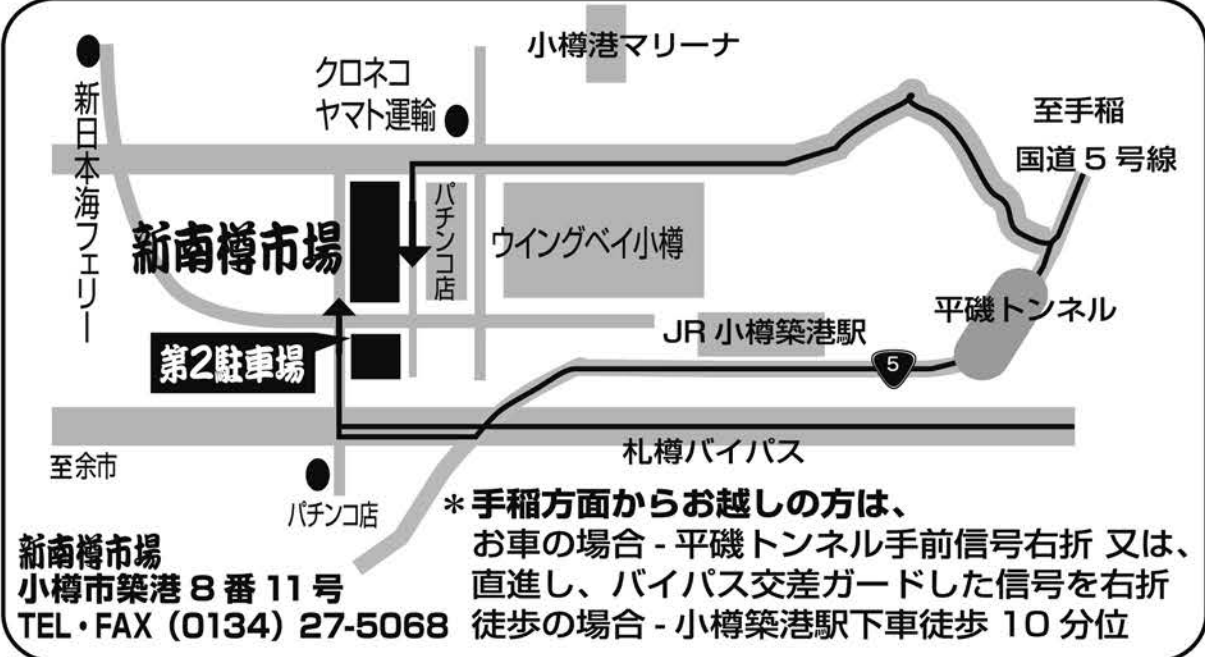 小樽港マリーナ
クロネコ
ヤマト運輸
新日本海フェリー
至手稲
国道5号線
新南樽市場
パチンコ店
ウイングベイ小樽
平磯トンネル
JR 小樽築港駅
第2駐車場
5
札樽バイパス
至余市
パチンコ店
＊手稲方面からお越しの方は、
お車の場合 - 平磯トンネル手前信号右折 又は、
直進し、バイパス交差ガードした信号を右折
徒歩の場合 - 小樽築港駅下車徒歩 10 分位
新南樽市場
小樽市築港 8 番 11 号
TEL・FAX (0134) 27-5068